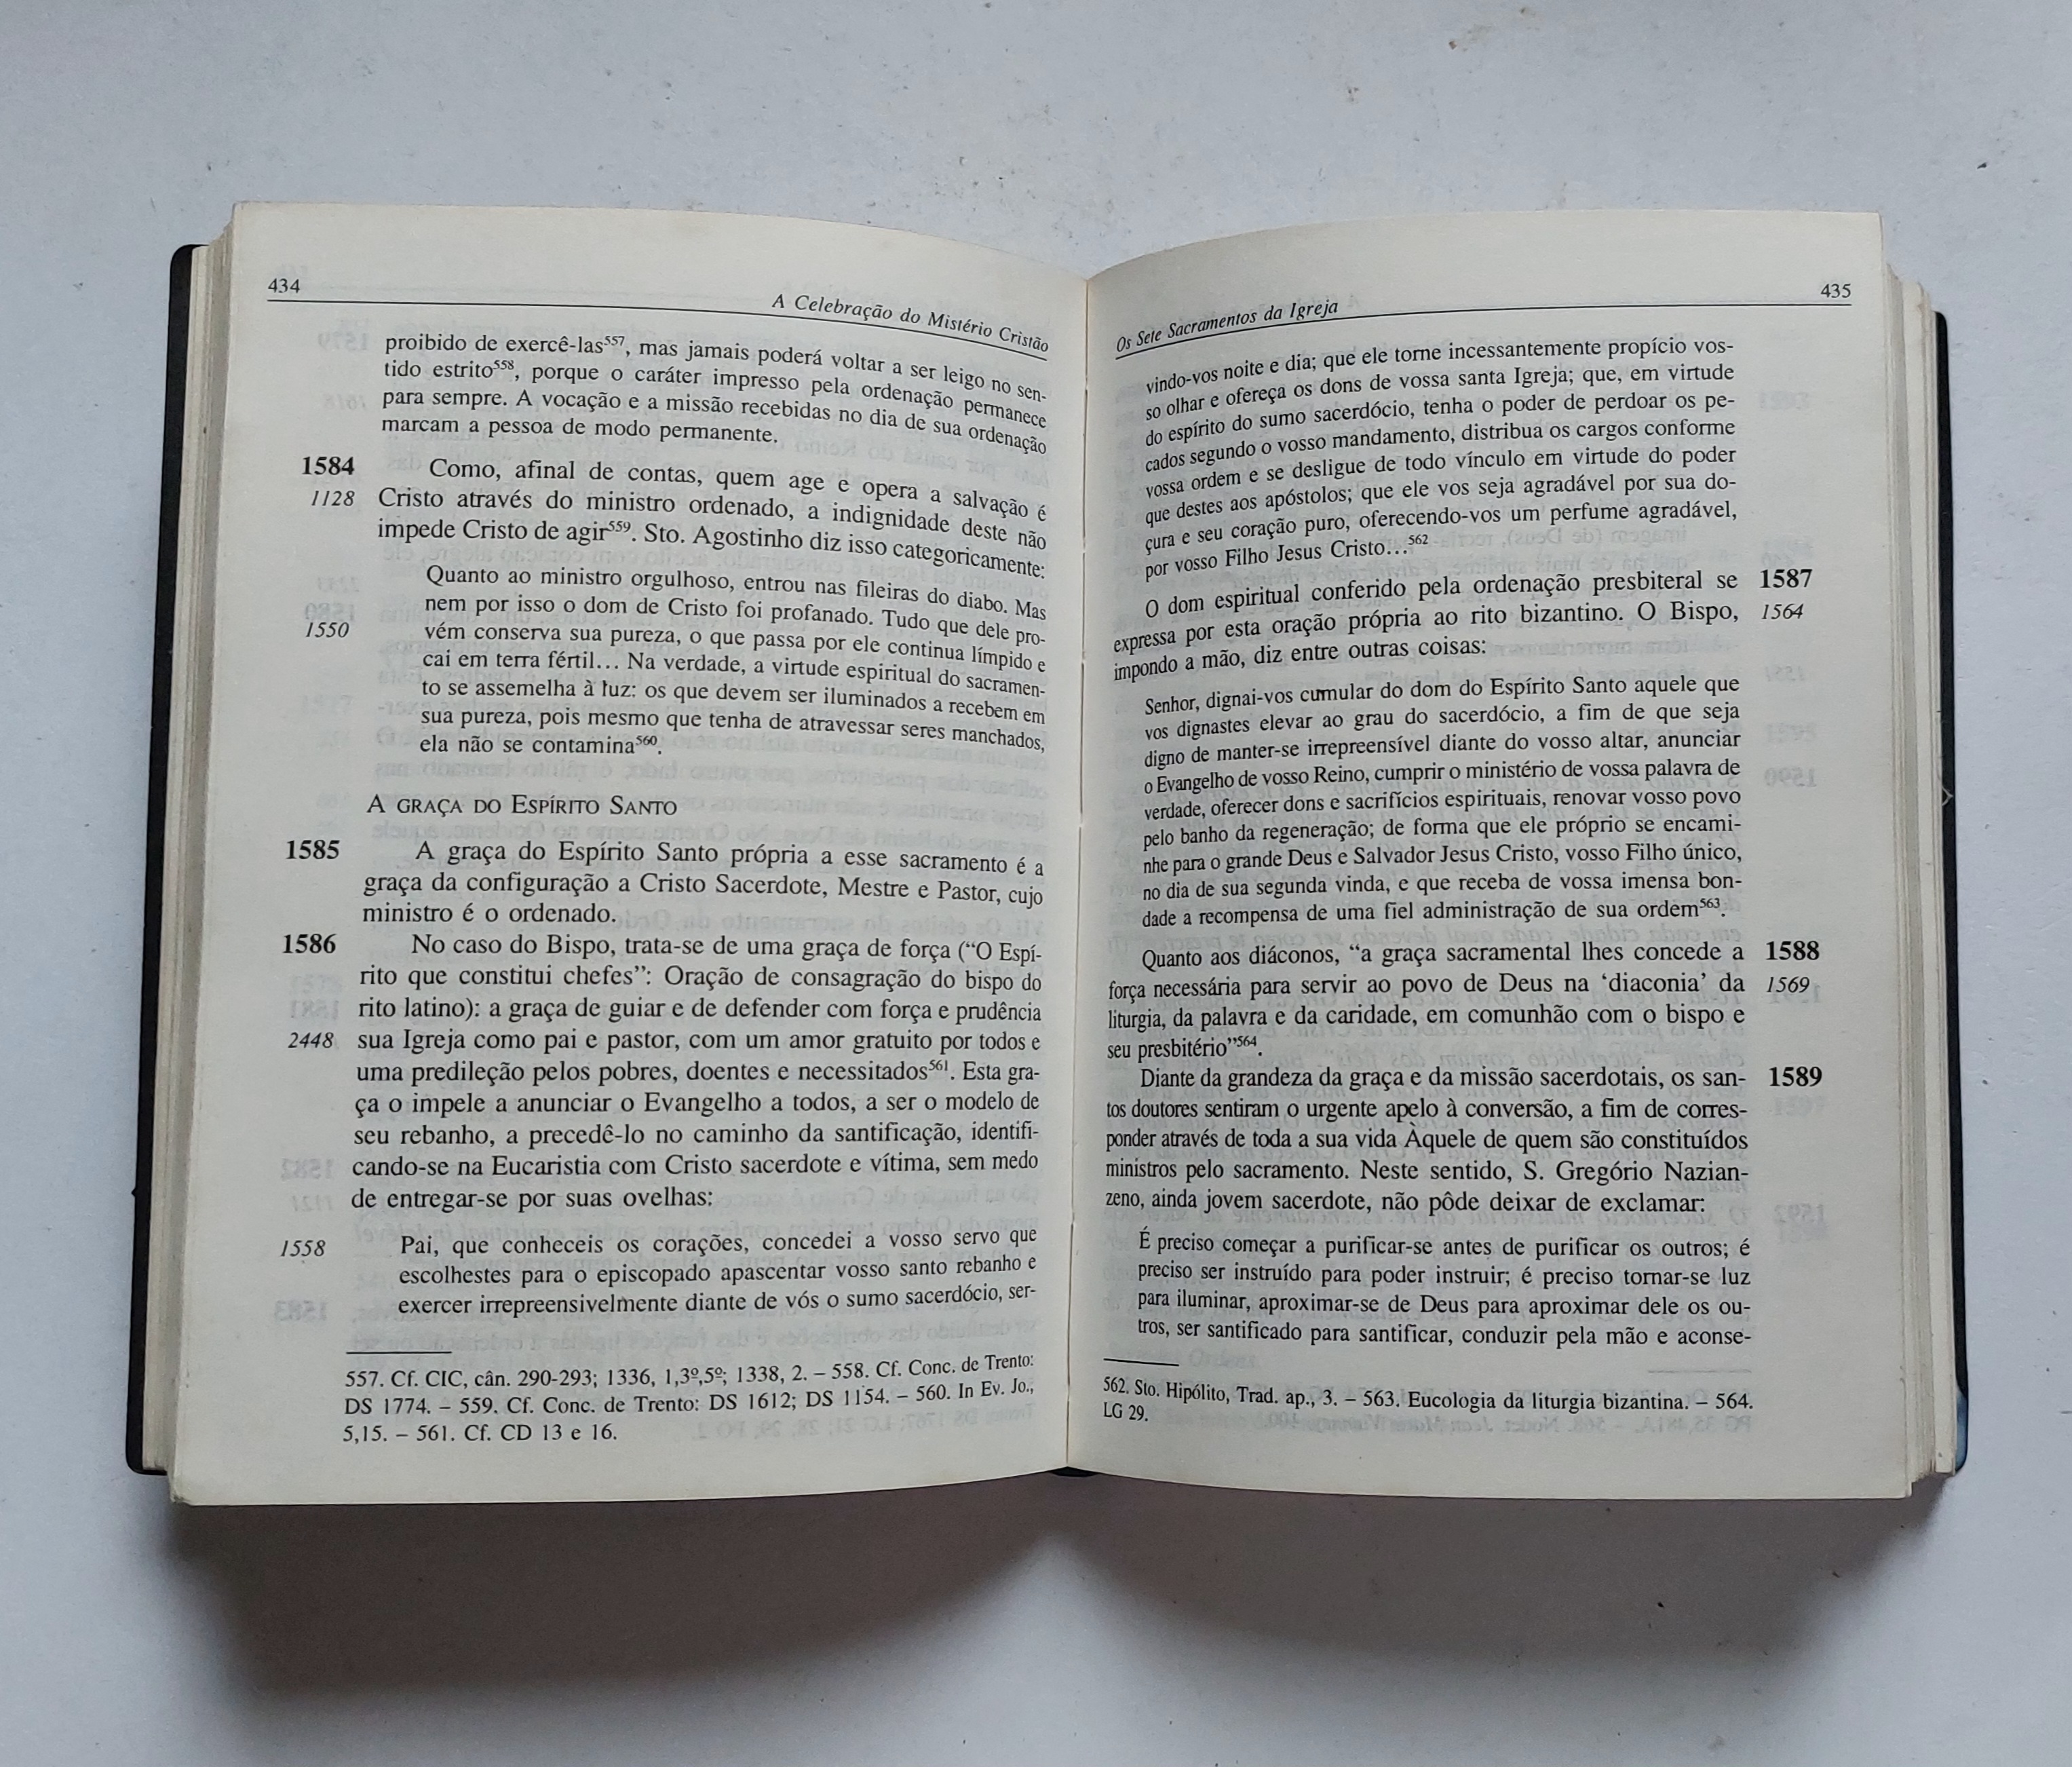 434
A Celebração do Mistério Cristão
proibido de exercê-las557, mas jamais poderá voltar a ser leigo no sen-
tido estrito558, porque o caráter impresso pela ordenação permanece
para sempre. A vocação e a missão recebidas no dia de sua ordenação
marcam a pessoa de modo permanente.
1584 Como, afinal de contas, quem age e opera a salvação é
1128 Cristo através do ministro ordenado, a indignidade deste não
impede Cristo de agir559. Sto. Agostinho diz isso categoricamente:
Quanto ao ministro orgulhoso, entrou nas fileiras do diabo. Mas
nem por isso o dom de Cristo foi profanado. Tudo que dele pro-
1550 vém conserva sua pureza, o que passa por ele continua límpido e
cai em terra fértil... Na verdade, a virtude espiritual do sacramen-
to se assemelha à luz: os que devem ser iluminados a recebem em
sua pureza, pois mesmo que tenha de atravessar seres manchados,
ela não se contamina560.
A GRAÇA DO ESPÍRITO SANTO
1585 A graça do Espírito Santo própria a esse sacramento é a
graça da configuração a Cristo Sacerdote, Mestre e Pastor, cujo
ministro é o ordenado.
1586 No caso do Bispo, trata-se de uma graça de força (“O Espí-
rito que constitui chefes”: Oração de consagração do bispo do
rito latino): a graça de guiar e de defender com força e prudência
2448 sua Igreja como pai e pastor, com um amor gratuito por todos e
uma predileção pelos pobres, doentes e necessitados561. Esta gra-
ça o impele a anunciar o Evangelho a todos, a ser o modelo de
seu rebanho, a precedê-lo no caminho da santificação, identifi-
cando-se na Eucaristia com Cristo sacerdote e vítima, sem medo
de entregar-se por suas ovelhas:
1558 Pai, que conheceis os corações, concedei a vosso servo que
escolhestes para o episcopado apascentar vosso santo rebanho e
exercer irrepreensivelmente diante de vós o sumo sacerdócio, ser-
557. Cf. CIC, cân. 290-293; 1336, 1,3º,5º; 1338, 2. – 558. Cf. Conc. de Trento:
DS 1774. – 559. Cf. Conc. de Trento: DS 1612; DS 1154. – 560. In Ev. Jo.,
5,15. – 561. Cf. CD 13 e 16.
Os Sete Sacramentos da Igreja
435
vindo-vos noite e dia; que ele torne incessantemente propício vos-
so olhar e ofereça os dons de vossa santa Igreja; que, em virtude
do espírito do sumo sacerdócio, tenha o poder de perdoar os pe-
cados segundo o vosso mandamento, distribua os cargos conforme
vossa ordem e se desligue de todo vínculo em virtude do poder
que destes aos apóstolos; que ele vos seja agradável por sua do-
çura e seu coração puro, oferecendo-vos um perfume agradável,
por vosso Filho Jesus Cristo...562
O dom espiritual conferido pela ordenação presbiteral se 1587
expressa por esta oração própria ao rito bizantino. O Bispo, 1564
impondo a mão, diz entre outras coisas:
Senhor, dignai-vos cumular do dom do Espírito Santo aquele que
vos dignastes elevar ao grau do sacerdócio, a fim de que seja
digno de manter-se irrepreensível diante do vosso altar, anunciar
o Evangelho de vosso Reino, cumprir o ministério de vossa palavra de
verdade, oferecer dons e sacrifícios espirituais, renovar vosso povo
pelo banho da regeneração; de forma que ele próprio se encami-
nhe para o grande Deus e Salvador Jesus Cristo, vosso Filho único,
no dia de sua segunda vinda, e que receba de vossa imensa bon-
dade a recompensa de uma fiel administração de sua ordem563.
Quanto aos diáconos, “a graça sacramental lhes concede a 1588
força necessária para servir ao povo de Deus na ‘diaconia’ da 1569
liturgia, da palavra e da caridade, em comunhão com o bispo e
seu presbitério”564.
Diante da grandeza da graça e da missão sacerdotais, os san- 1589
tos doutores sentiram o urgente apelo à conversão, a fim de corres-
ponder através de toda a sua vida Àquele de quem são constituídos
ministros pelo sacramento. Neste sentido, S. Gregório Nazian-
zeno, ainda jovem sacerdote, não pôde deixar de exclamar:
É preciso começar a purificar-se antes de purificar os outros; é
preciso ser instruído para poder instruir; é preciso tornar-se luz
para iluminar, aproximar-se de Deus para aproximar dele os ou-
tros, ser santificado para santificar, conduzir pela mão e aconse-
562. Sto. Hipólito, Trad. ap., 3. – 563. Eucologia da liturgia bizantina. – 564.
LG 29.